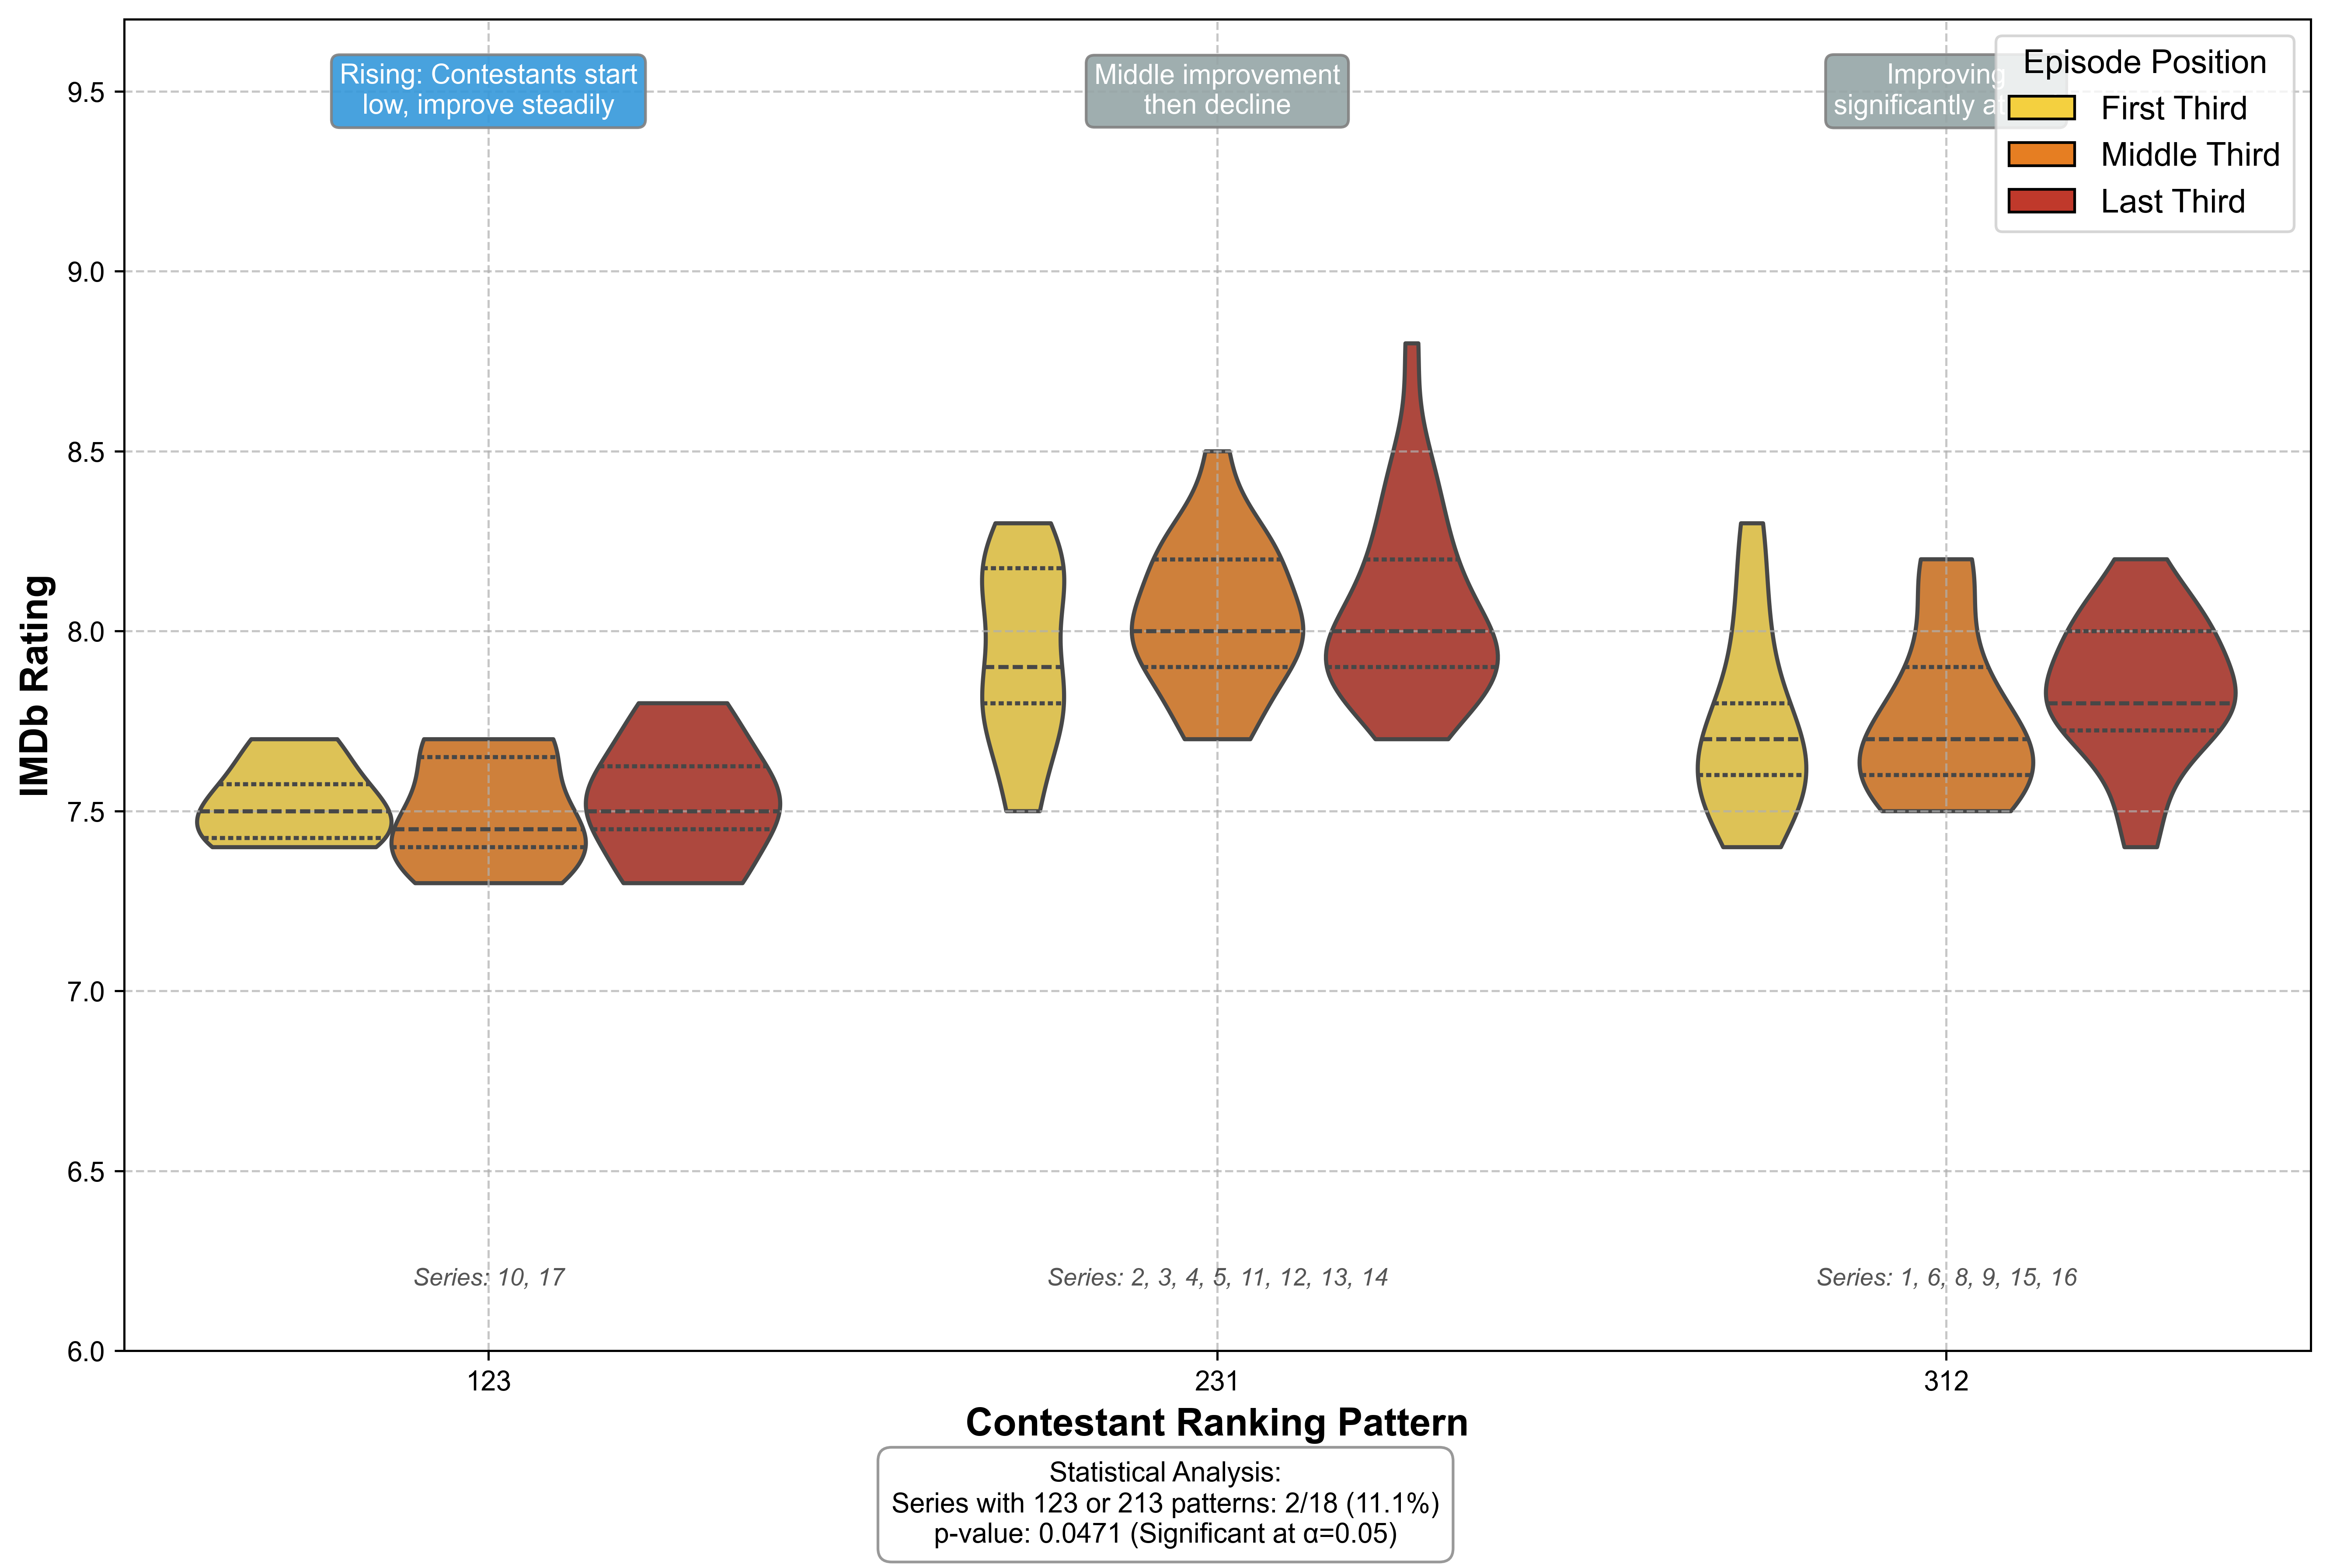 Rising: Contestants start
low, improve steadily
Middle improvement
then decline
Improving
significantly
Episode Position
First Third
Middle Third
Last Third
IMDb Rating
9.5
9.0
8.5
8.0
7.5
7.0
6.5
6.0
Series: 10, 17
Series: 2, 3, 4, 5, 11, 12, 13, 14
Series: 1, 6, 8, 9, 15, 16
123
231
312
Contestant Ranking Pattern
Statistical Analysis:
Series with 123 or 213 patterns: 2/18 (11.1%)
p-value: 0.0471 (Significant at α=0.05)